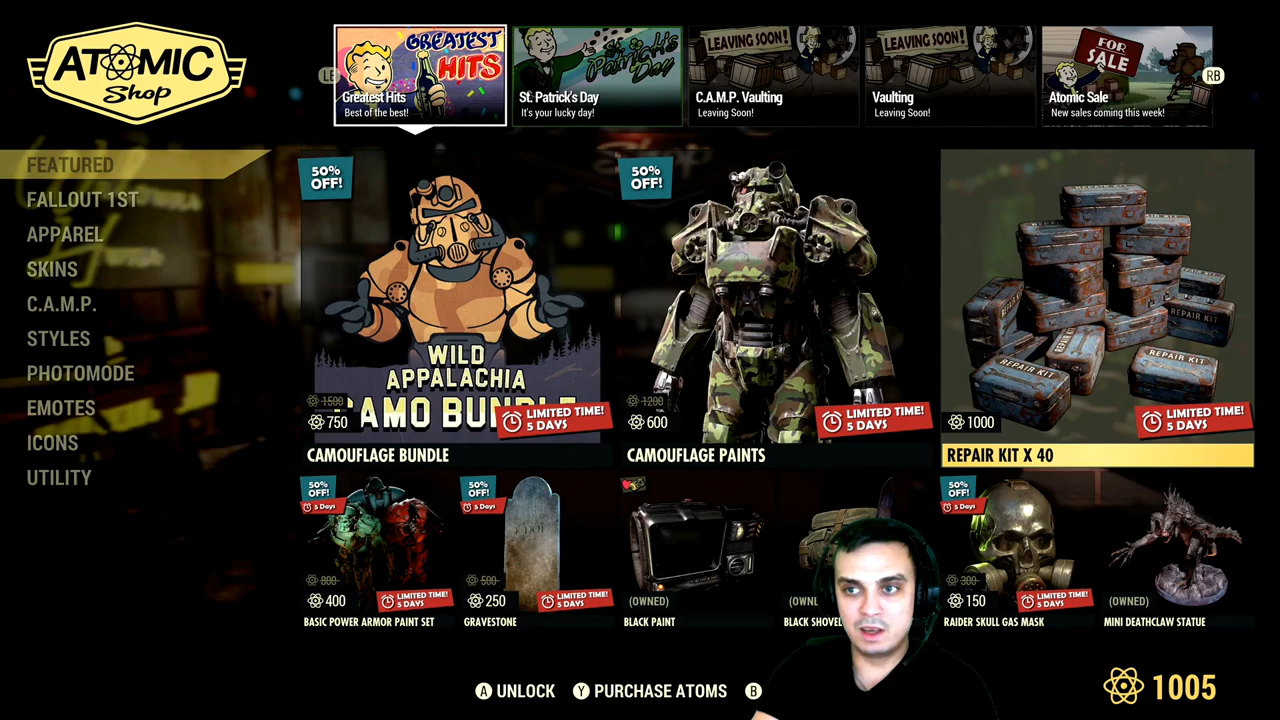 ATOMIC
Shop
GREATEST
HITS
Greatest Hits
Best of the best!
St. Patrick's
Day
St. Patrick's Day
It's your lucky day!
LEAVING SOON!
C.A.M.P. Vaulting
Leaving Soon!
LEAVING SOON!
Vaulting
Leaving Soon!
FOR
SALE
Atomic Sale
New sales coming this week!
RB
FEATURED
FALLOUT 1ST
APPAREL
SKINS
C.A.M.P.
STYLES
PHOTOMODE
EMOTES
ICONS
UTILITY
50%
OFF!
WILD
APPALACHIA
CAMO BUNDLE
1500
750
LIMITED TIME!
5 DAYS
CAMOUFLAGE BUNDLE
50%
OFF!
1200
600
LIMITED TIME!
5 DAYS
CAMOUFLAGE PAINTS
REPAIR KIT
REPAIR KIT
REPAIR KIT
REPAIR KIT
1000
LIMITED TIME!
5 DAYS
REPAIR KIT X 40
50%
OFF!
5 Days
800
400
LIMITED TIME!
5 DAYS
BASIC POWER ARMOR PAINT SET
50%
OFF!
5 Days
500
250
LIMITED TIME!
5 DAYS
GRAVESTONE
(OWNED)
BLACK PAINT
(OWN
BLACK SHOVEL
50%
OFF!
5 Days
300
150
LIMITED TIME!
5 DAYS
RAIDER SKULL GAS MASK
(OWNED)
MINI DEATHCLAW STATUE
A UNLOCK Y PURCHASE ATOMS B
1005